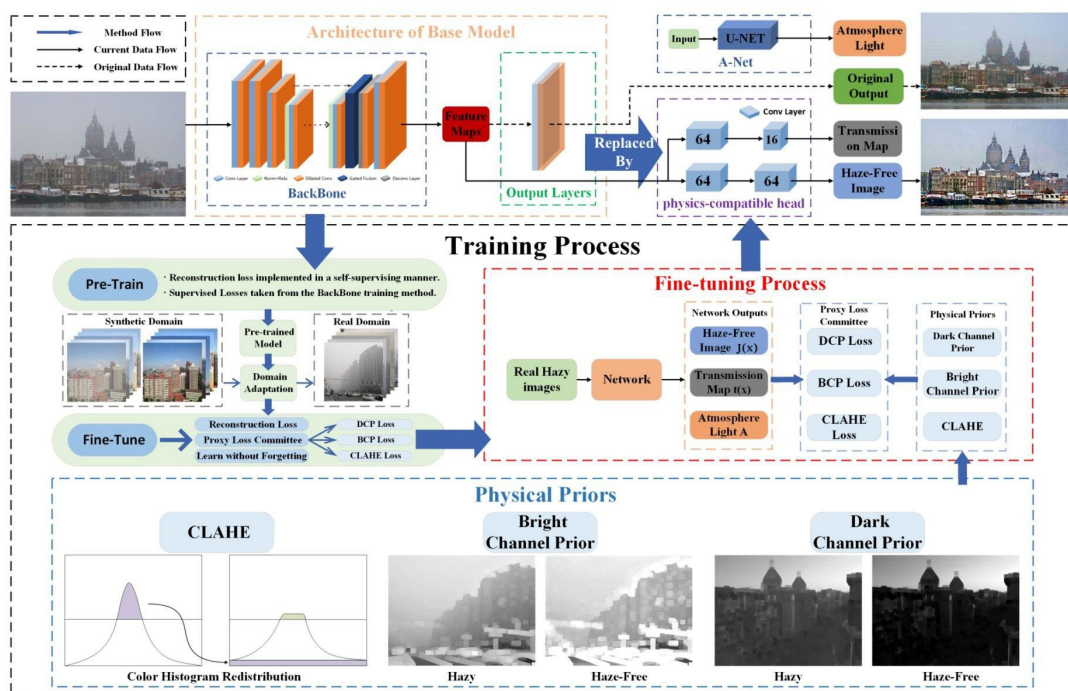 Method Flow
Current Data Flow
Original Data Flow
Architecture of Base Model
Conv Layer
Norm+Relu
Dilated Conv
Gated Fusion
Deconv Layer
BackBone
Feature
Maps
Output Layers
Replaced
By
Input
U-NET
A-Net
Atmosphere
Light
Original
Output
Conv Layer
64
16
64
64
physics-compatible head
Transmissi
on Map
Haze-Free
Image
Training Process
Pre-Train
· Reconstruction loss implemented in a self-supervising manner.
· Supervised Losses taken from the BackBone training method.
Synthetic Domain
Pre-trained
Model
Domain
Adaptation
Real Domain
Fine-Tune
Reconstruction Loss
Proxy Loss Committee
Learn without Forgetting
DCP Loss
BCP Loss
CLAHE Loss
Fine-tuning Process
Real Hazy
images
Network
Network Outputs
Haze-Free
Image J(x)
Transmission
Map t(x)
Atmosphere
Light A
Proxy Loss
Committee
DCP Loss
BCP Loss
CLAHE
Loss
Physical Priors
Dark Channel
Prior
Bright
Channel Prior
CLAHE
Physical Priors
CLAHE
Color Histogram Redistribution
Bright
Channel Prior
Hazy
Haze-Free
Dark
Channel Prior
Hazy
Haze-Free